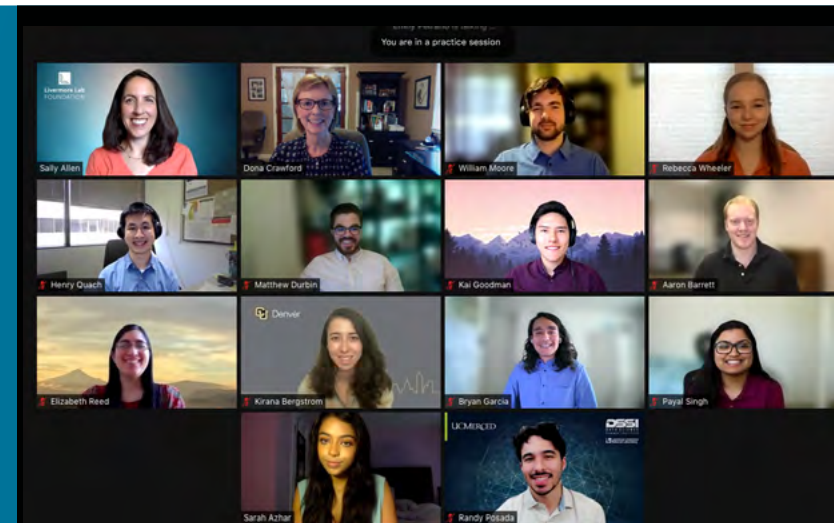 You are in a practice session
Livermore Lab
FOUNDATION
Sally Allen
Dona Crawford
William Moore
Rebecca Wheeler
Henry Quach
Matthew Durbin
Kai Goodman
Aaron Barrett
Denver
Elizabeth Reed
Kirana Bergstrom
Bryan Garcia
Payal Singh
UCMERCED
DSSI
Sarah Azhar
Randy Posada